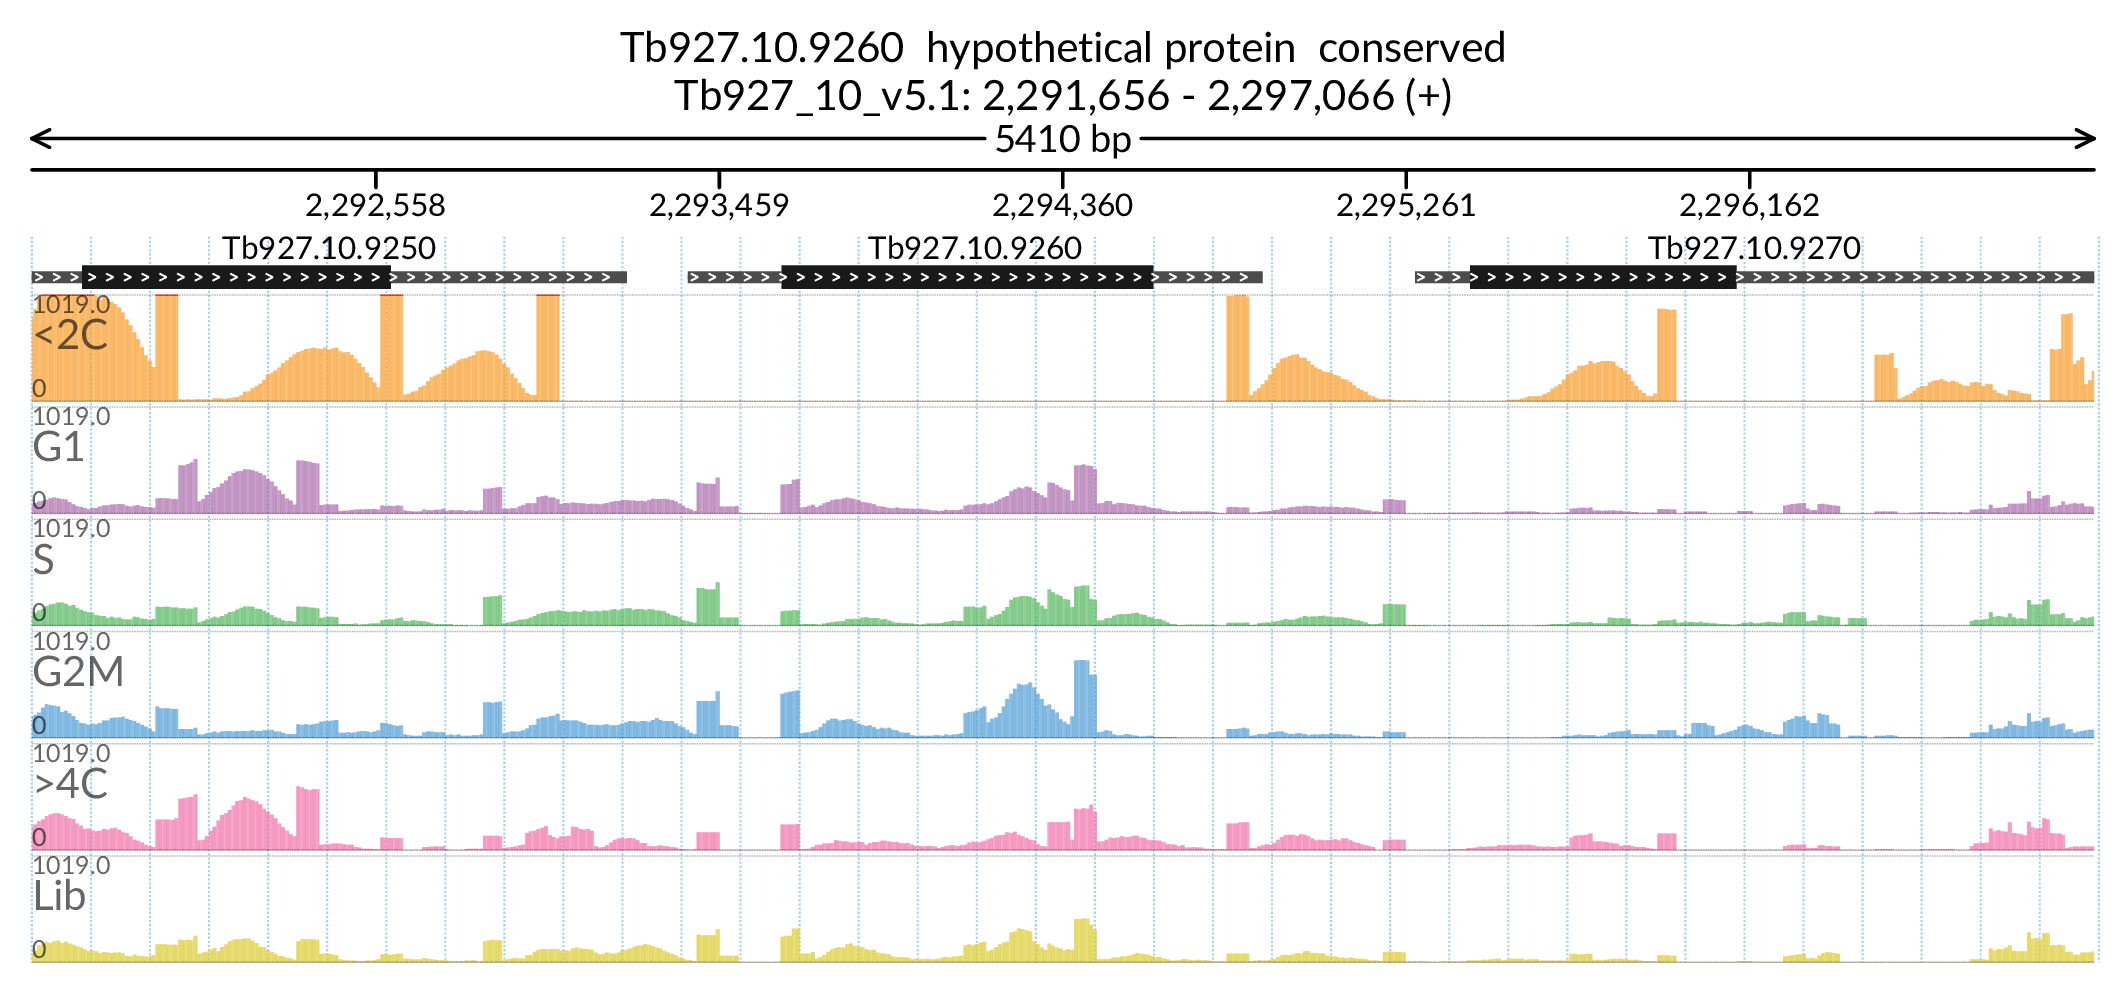 Tb927.10.9260 hypothetical protein conserved
Tb927_10_v5.1: 2,291,656 - 2,297,066 (+)
5410 bp
2,292,558 2,293,459 2,294,360 2,295,261 2,296,162
Tb927.10.9250 Tb927.10.9260 Tb927.10.9270
1019.0
<2C
0
1019.0
G1
0
1019.0
S
0
1019.0
G2M
0
1019.0
>4C
0
1019.0
Lib
0